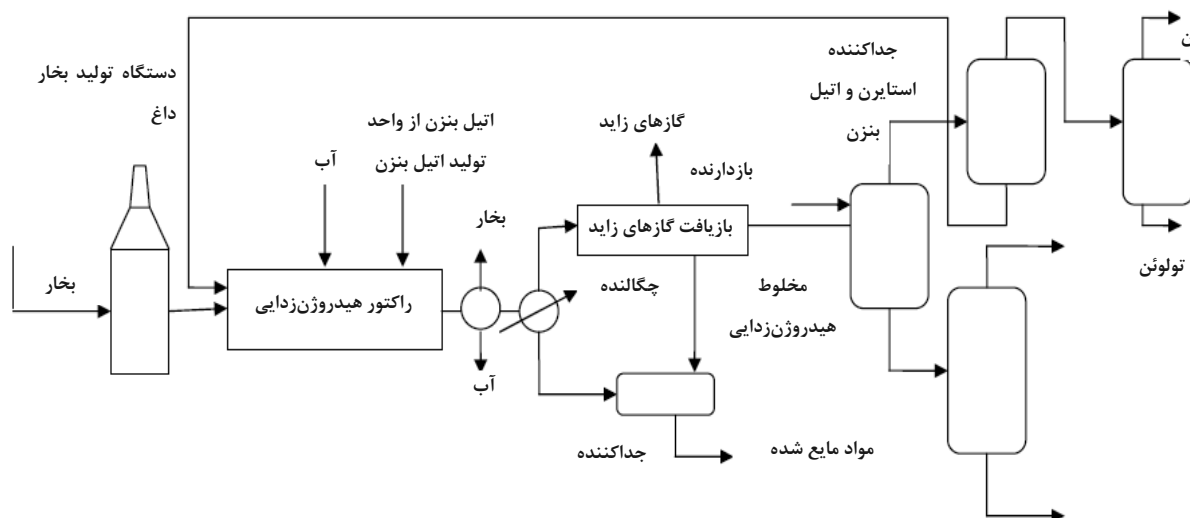 دستگاه تولید بخار
داغ
بخار
آب
اتیل بنزن از واحد
تولید اتیل بنزن
راکتور هیدروژن‌زدایی
بخار
آب
گازهای زاید
بازدارنده
بازیافت گازهای زاید
چگالنده
مخلوط
هیدروژن‌زدایی
جداکننده
مواد مایع شده
جداکننده
استایرن و اتیل
بنزن
تولوئن